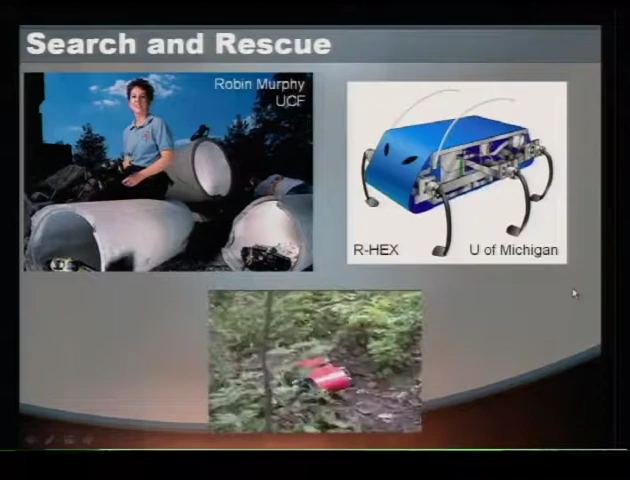 Search and Rescue
Robin Murphy
UCF
R-HEX
U of Michigan